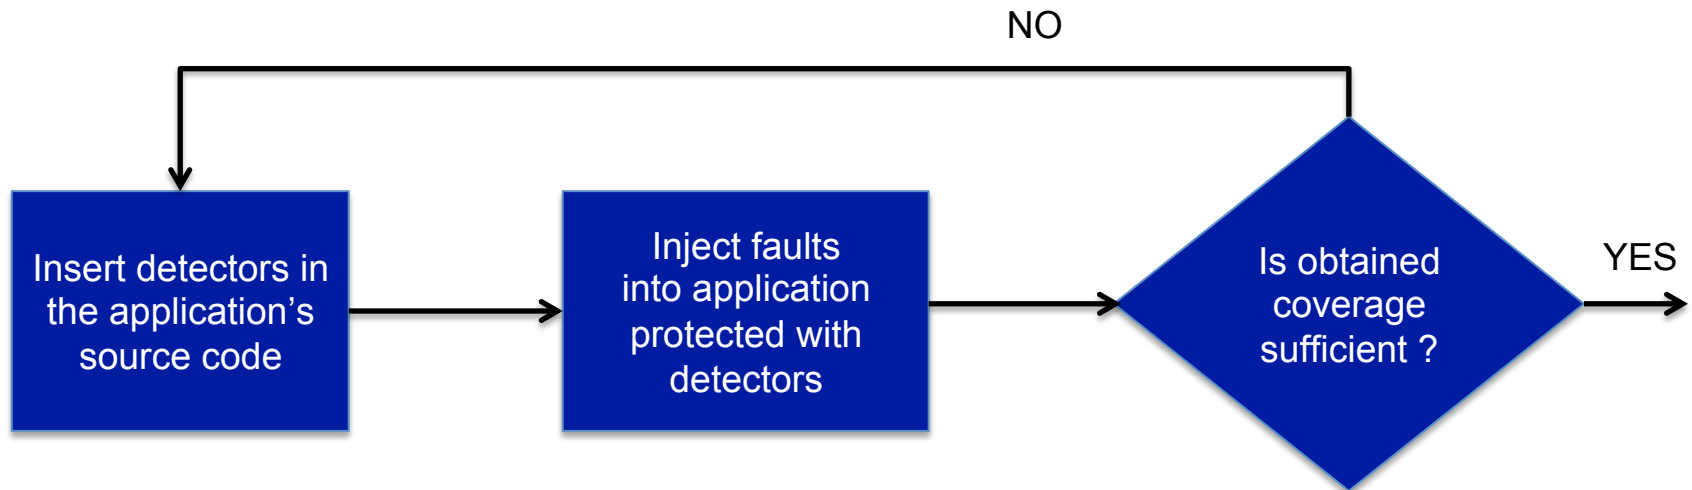 NO
Insert detectors in
the application’s
source code
Inject faults
into application
protected with
detectors
Is obtained
coverage
sufficient ?
YES